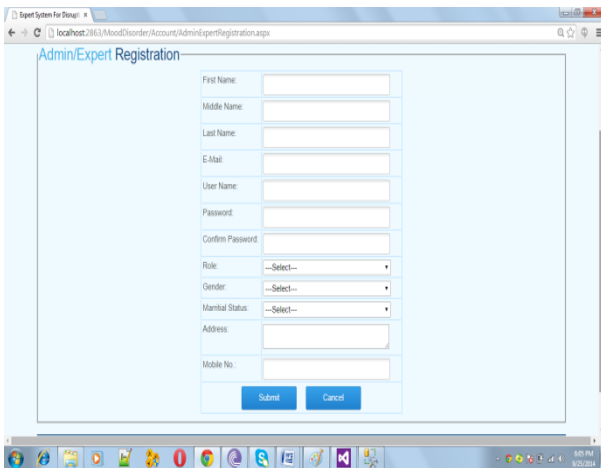 Expert System For Disrupti
localhost:2863/MoodDisorder/Account/AdminExpertRegistration.aspx
Admin/Expert Registration
First Name:
Middle Name:
Last Name:
E-Mail:
User Name:
Password:
Confirm Password:
Role: ---Select---
Gender: ---Select---
Mamtial Status: ---Select---
Address:
Mobile No.:
Submit Cancel
6:05 PM
8/25/2014